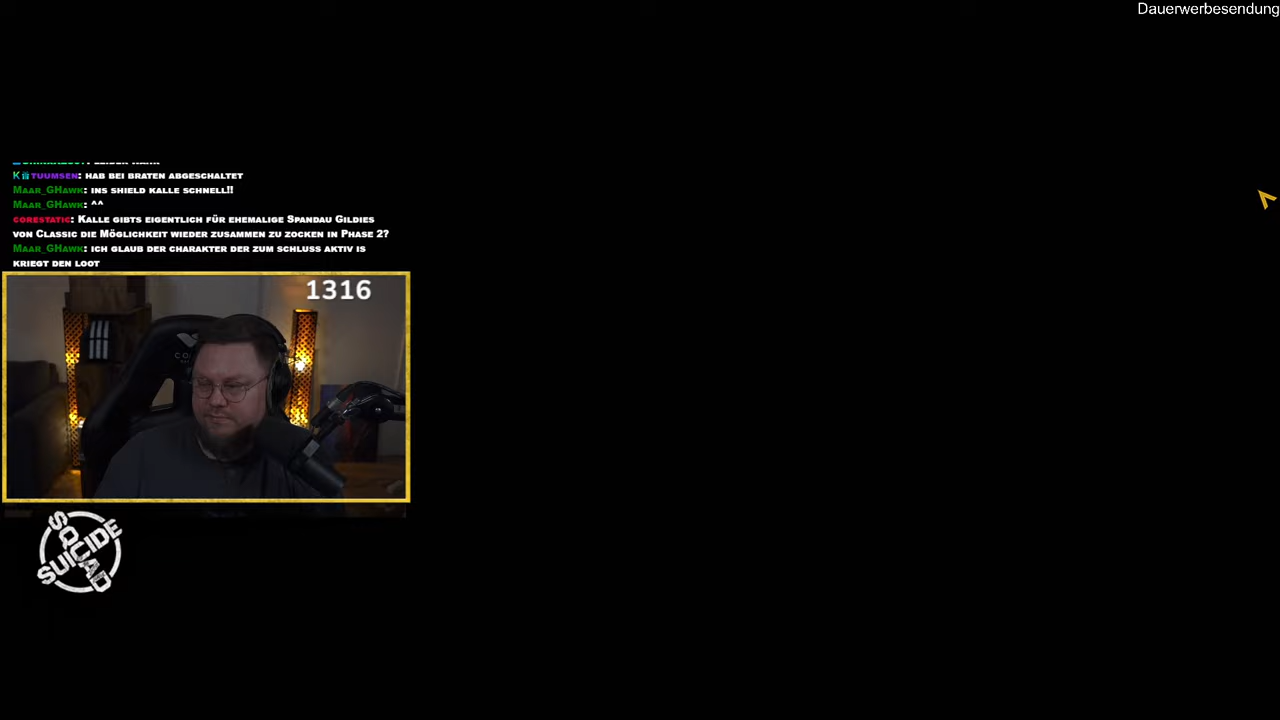 Dauerwerbesendung
K tuumsen: hab bei braten abgeschaltet
Maar_GHawk: ins shield kalle schnell!!
Maar_GHawk: ^^
corestatic: Kalle gibts eigentlich für ehemalige Spandau Gildies
von Classic die Möglichkeit wieder zusammen zu zocken in Phase 2?
Maar_GHawk: ich glaub der charakter der zum schluss aktiv is
kriegt den loot
1316
SUICIDE
SQUAD